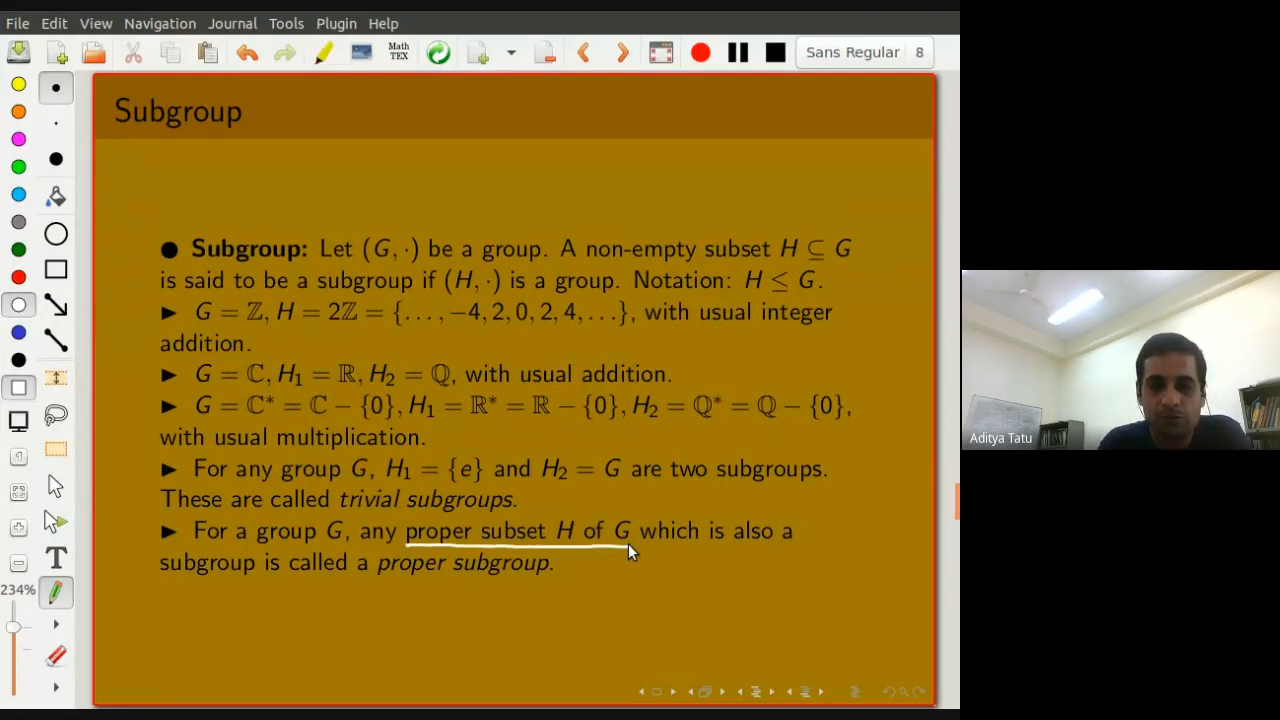 File Edit View Navigation Journal Tools Plugin Help
Math TEX
Sans Regular 8
Subgroup
● Subgroup: Let (G, ·) be a group. A non-empty subset H ⊆ G
is said to be a subgroup if (H, ·) is a group. Notation: H ≤ G.
► G = ℤ, H = 2ℤ = {. . . , −4, 2, 0, 2, 4, . . .}, with usual integer
addition.
► G = ℂ, H₁ = ℝ, H₂ = ℚ, with usual addition.
► G = ℂ* = ℂ − {0}, H₁ = ℝ* = ℝ − {0}, H₂ = ℚ* = ℚ − {0},
with usual multiplication.
► For any group G, H₁ = {e} and H₂ = G are two subgroups.
These are called trivial subgroups.
► For a group G, any proper subset H of G which is also a
subgroup is called a proper subgroup.
234%
Aditya Tatu